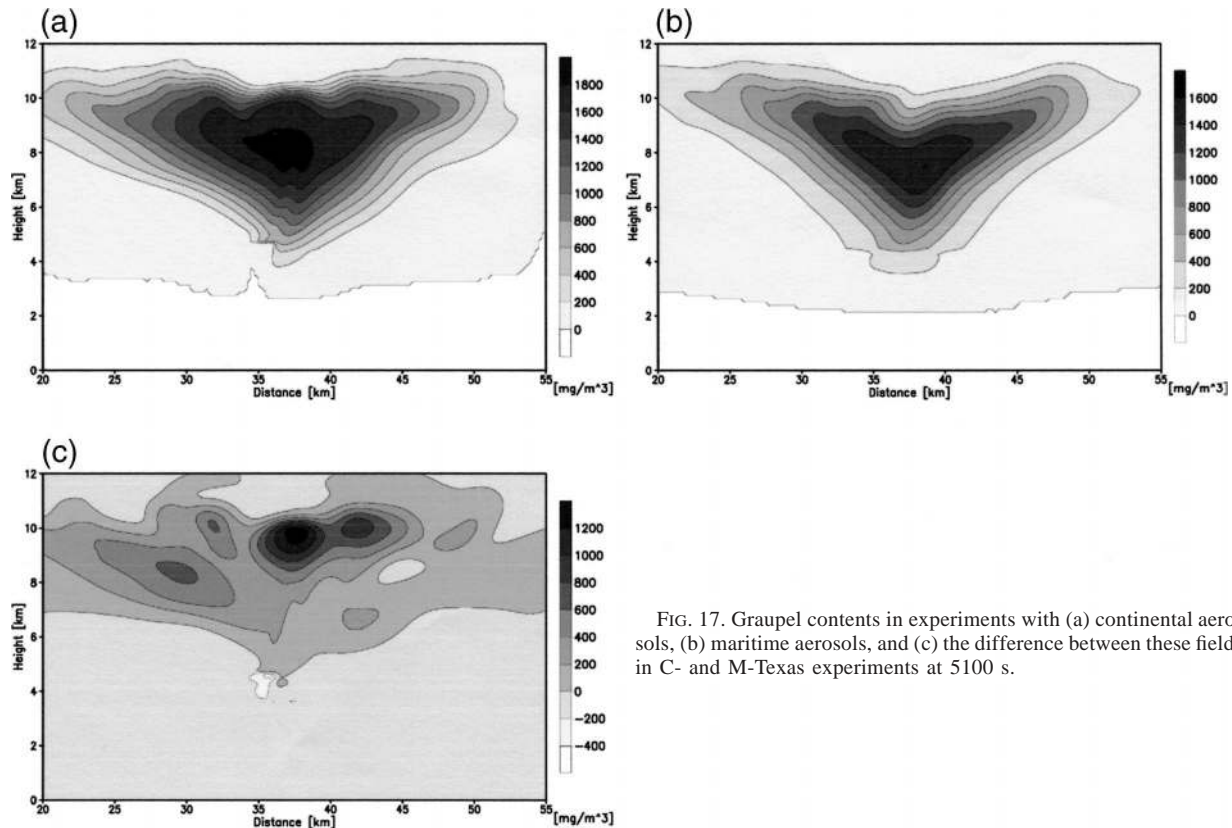 (a)
12
10
8
6
4
2
0
Height [km]
20 25 30 35 40 45 50 55
Distance [km]
1800
1600
1400
1200
1000
800
600
400
200
0
[mg/m^3]
(b)
12
10
8
6
4
2
0
Height [km]
20 25 30 35 40 45 50 55
Distance [km]
1600
1400
1200
1000
800
600
400
200
0
[mg/m^3]
(c)
12
10
8
6
4
2
0
Height [km]
20 25 30 35 40 45 50 55
Distance [km]
1200
1000
800
600
400
200
0
−200
−400
[mg/m^3]
FIG. 17. Graupel contents in experiments with (a) continental aero
sols, (b) maritime aerosols, and (c) the difference between these field
in C- and M-Texas experiments at 5100 s.